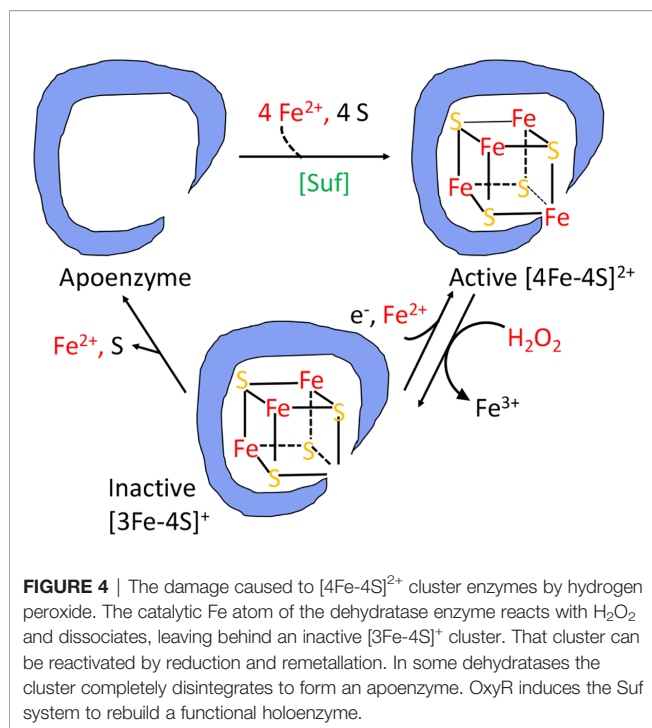 4 Fe²⁺, 4 S
[Suf]
S Fe
Fe S
Fe S
S Fe
Apoenzyme
Active [4Fe-4S]²⁺
Fe²⁺, S
e⁻, Fe²⁺
H₂O₂
Fe³⁺
S Fe
Fe S
Fe S
S
Inactive
[3Fe-4S]⁺
FIGURE 4 | The damage caused to [4Fe-4S]²⁺ cluster enzymes by hydrogen
peroxide. The catalytic Fe atom of the dehydratase enzyme reacts with H₂O₂
and dissociates, leaving behind an inactive [3Fe-4S]⁺ cluster. That cluster can
be reactivated by reduction and remetallation. In some dehydratases the
cluster completely disintegrates to form an apoenzyme. OxyR induces the Suf
system to rebuild a functional holoenzyme.